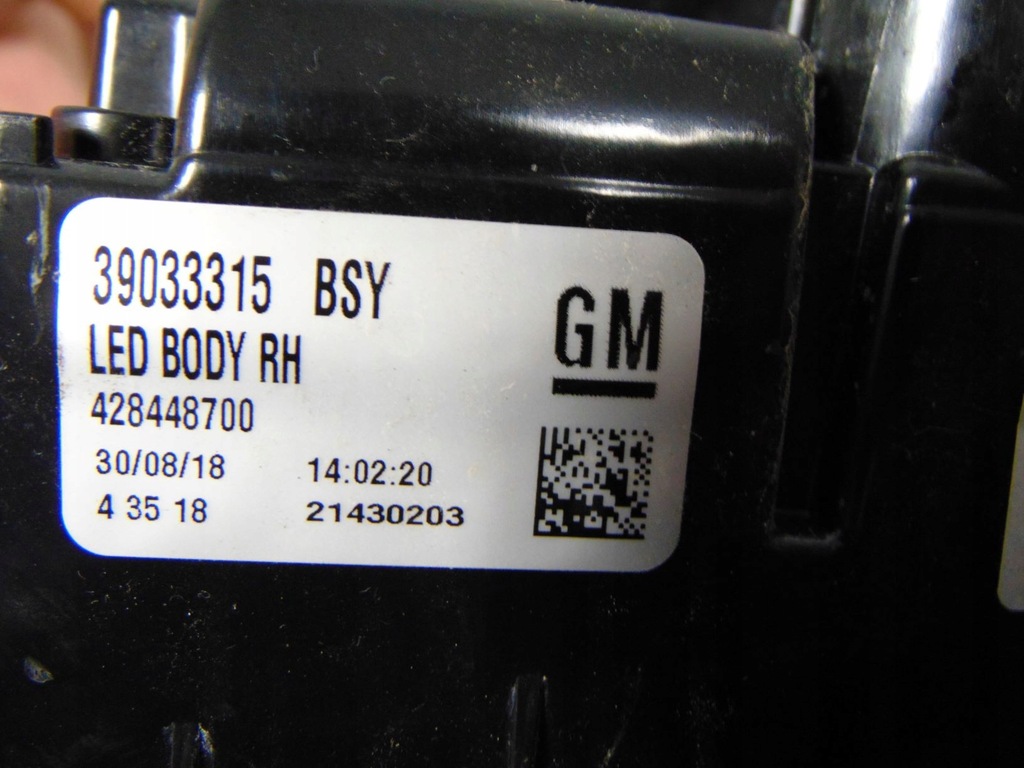 39033315 BSY
LED BODY RH
428448700
30/08/18 14:02:20
4 35 18 21430203
GM